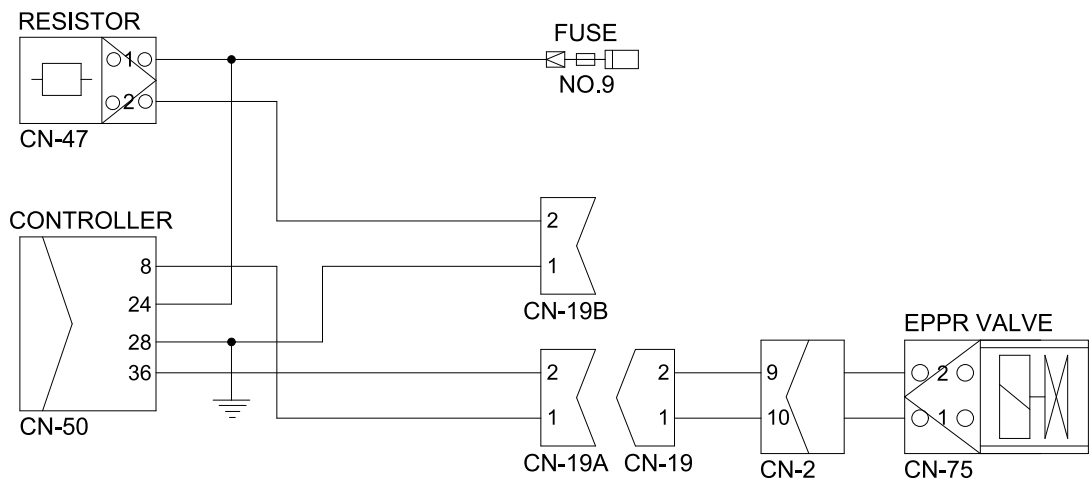 RESISTOR
1
2
CN-47
FUSE
NO.9
CONTROLLER
8
24
28
36
CN-50
2
1
CN-19B
2
1
CN-19A
2
1
CN-19
9
10
CN-2
EPPR VALVE
2
1
CN-75